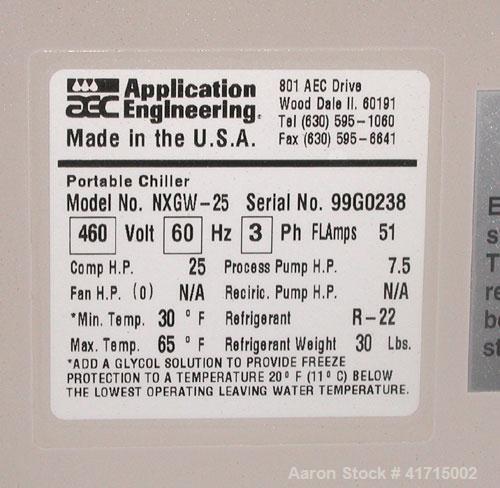 AEC Application Engineering.
801 AEC Drive
Wood Dale Il. 60191
Tel (630) 595-1060
Made in the U.S.A. Fax (630) 595-6641
Portable Chiller
Model No. NXGW-25 Serial No. 99G0238
460 Volt 60 Hz 3 Ph FLAmps 51
Comp H.P. 25 Process Pump H.P. 7.5
Fan H.P. (0) N/A Reciric. Pump H.P. N/A
*Min. Temp. 30 ° F Refrigerant R-22
Max. Temp. 65 ° F Refrigerant Weight 30 Lbs.
*ADD A GLYCOL SOLUTION TO PROVIDE FREEZE
PROTECTION TO A TEMPERATURE 20° F (11° C) BELOW
THE LOWEST OPERATING LEAVING WATER TEMPERATURE.
Aaron Stock # 41715002